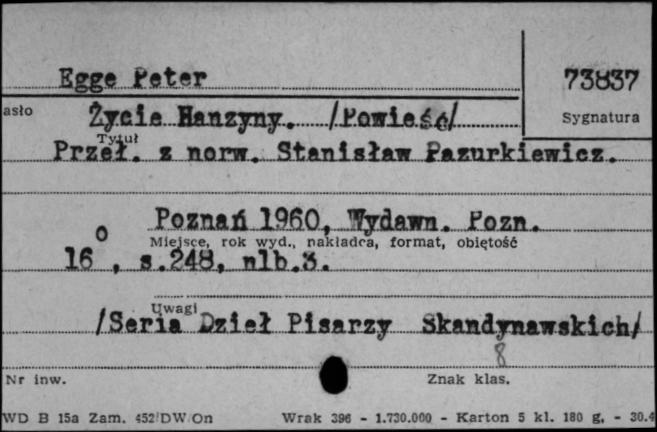 Egge Peter
73837
asło
Życie Hanzyny. /Powieść/
Sygnatura
Tytuł
Przeł. z norw. Stanisław Pazurkiewicz.
Poznań 1960, Wydawn. Pozn.
Miejsce, rok wyd., nakładca, format, objętość
16°, s.248, nlb.3.
Uwagi
/Seria Dzieł Pisarzy Skandynawskich/
8
Nr inw.
Znak klas.
WD B 15a Zam. 452/DW/On Wrak 396 - 1.730.000 - Karton 5 kl. 180 g. - 30.4